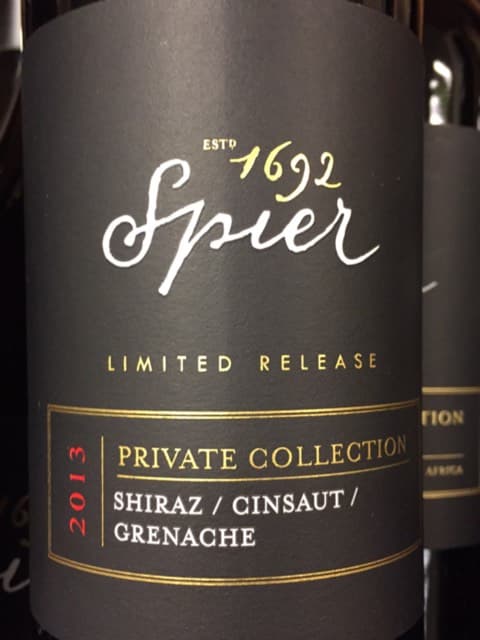 ESTD 1692
Spier
LIMITED RELEASE
2013
PRIVATE COLLECTION
SHIRAZ / CINSAUT /
GRENACHE
TION
AFRICA